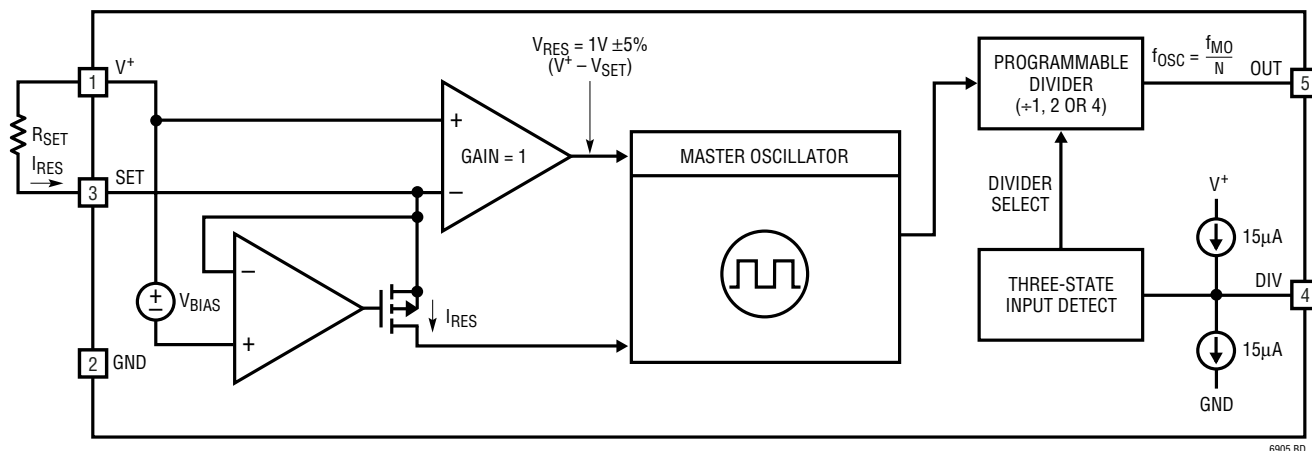 V+
1
RSET
IRES
3
SET
VBIAS
2
GND
+
GAIN = 1
–
VRES = 1V ±5%
(V+ – VSET)
–
+
±
IRES
MASTER OSCILLATOR
PROGRAMMABLE
DIVIDER
(÷1, 2 OR 4)
fOSC = fMO
N
OUT
5
DIVIDER
SELECT
THREE-STATE
INPUT DETECT
V+
15µA
DIV
4
15µA
GND
6905 BD